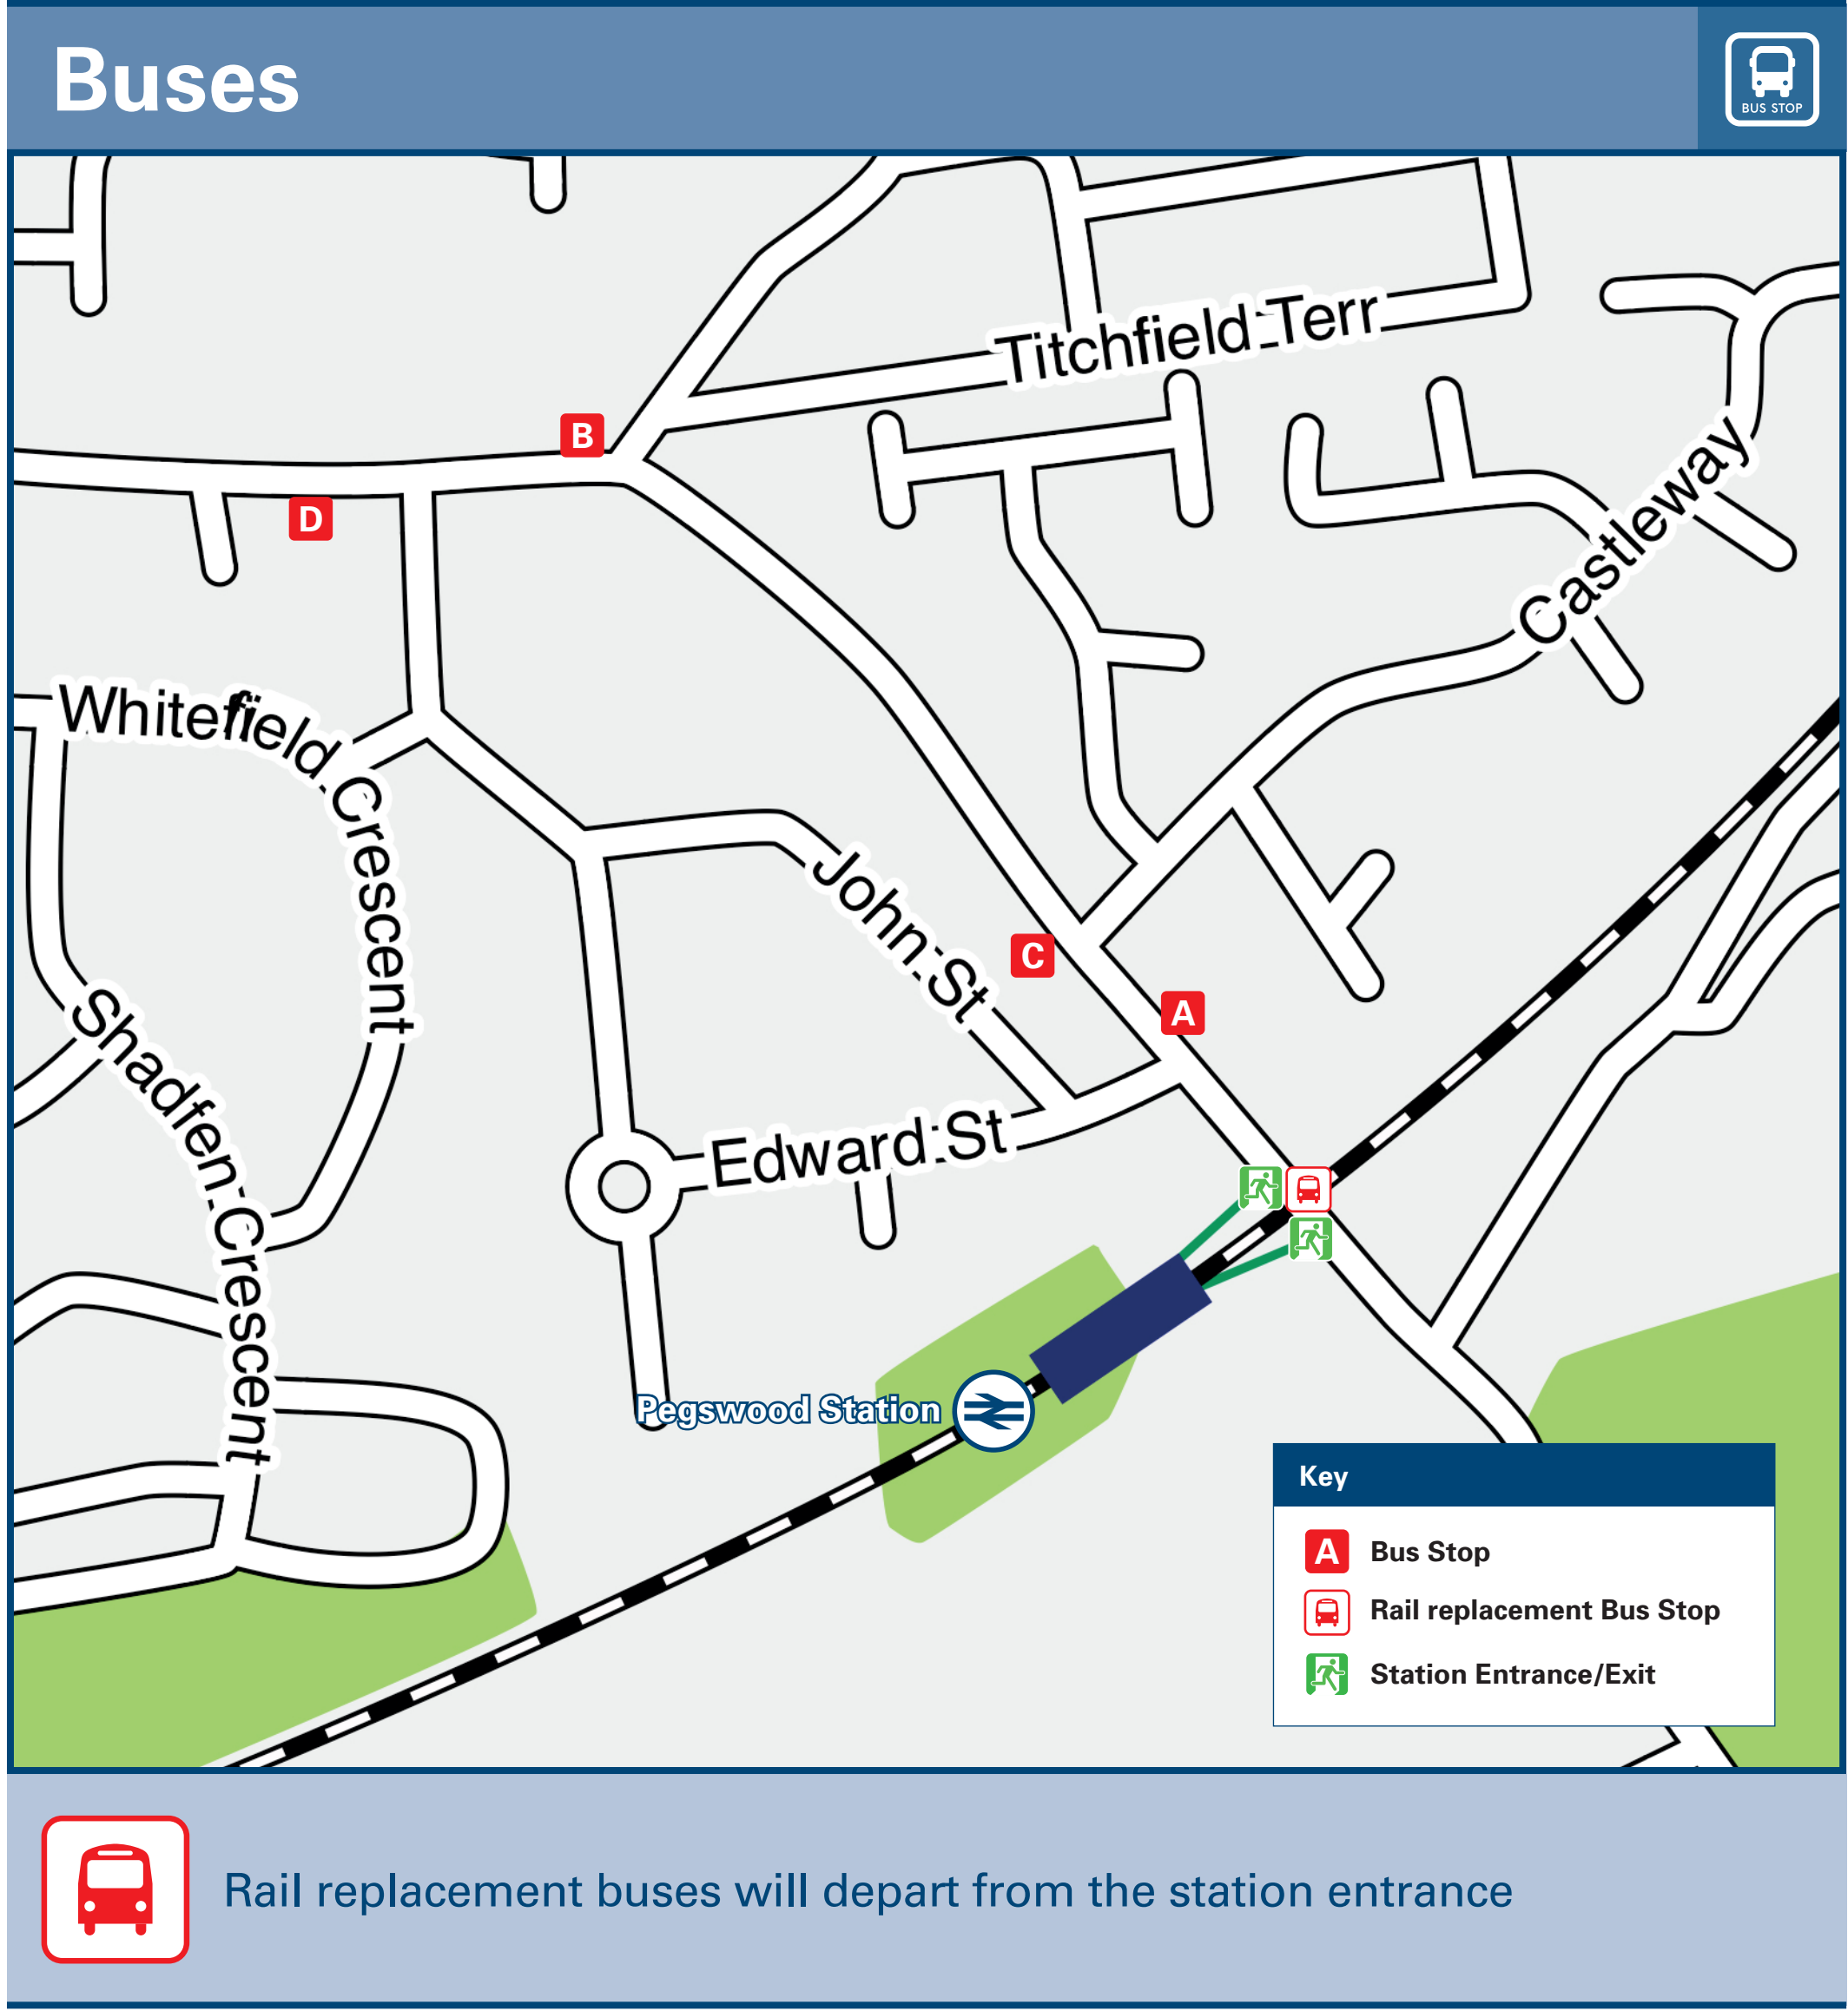 Buses
BUS STOP
Titchfield Terr
B
D
Castleway
Whitefield Crescent
John St
C
A
Shadfen Crescent
Edward St
Pegswood Station
Key
A Bus Stop
Rail replacement Bus Stop
Station Entrance/Exit
Rail replacement buses will depart from the station entrance